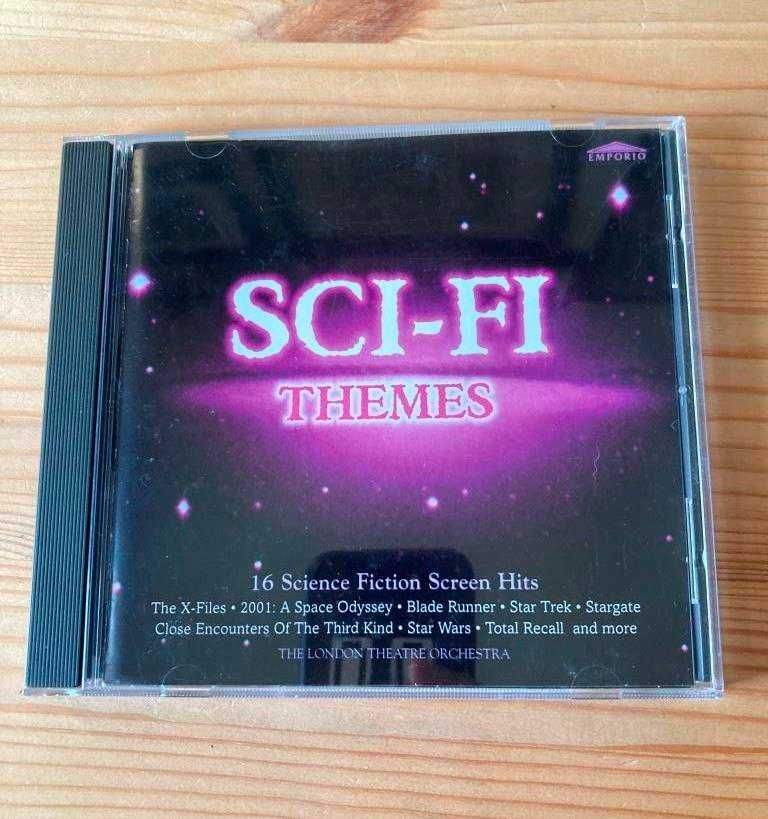 EMPORIO
SCI-FI
THEMES
16 Science Fiction Screen Hits
The X-Files • 2001: A Space Odyssey • Blade Runner • Star Trek • Stargate
Close Encounters Of The Third Kind • Star Wars • Total Recall and more
THE LONDON THEATRE ORCHESTRA